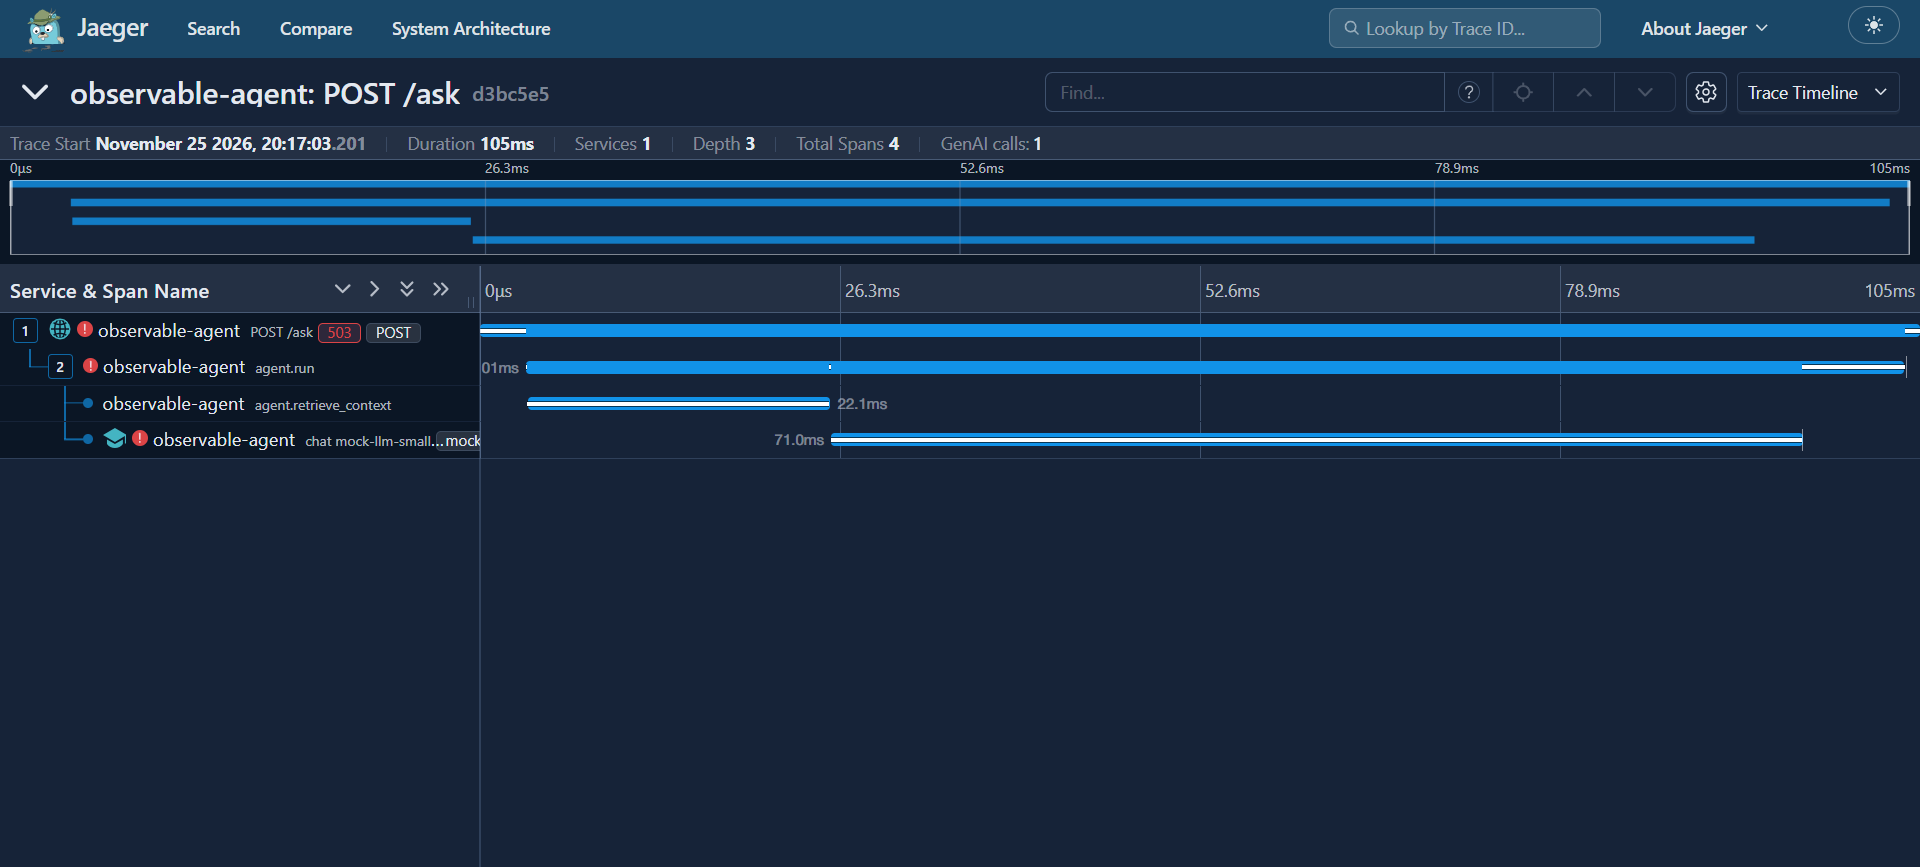 Jaeger Search Compare System Architecture Lookup by Trace ID... About Jaeger
observable-agent: POST /ask d3bc5e5 Find... ? Trace Timeline
Trace Start November 25 2026, 20:17:03.201 Duration 105ms Services 1 Depth 3 Total Spans 4 GenAI calls: 1
0μs 26.3ms 52.6ms 78.9ms 105ms
Service & Span Name 0μs 26.3ms 52.6ms 78.9ms 105ms
1 ! observable-agent POST /ask 503 POST
2 ! observable-agent agent.run 01ms
observable-agent agent.retrieve_context 22.1ms
! observable-agent chat mock-llm-small... mock 71.0ms